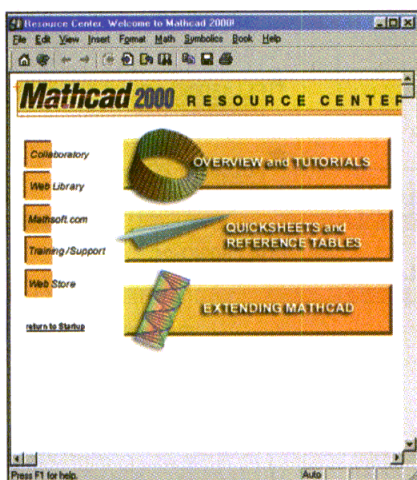 Resource Center, Welcome to Mathcad 2000!
File Edit View Insert Format Math Symbolics Book Help
Mathcad 2000 RESOURCE CENTER
Collaboratory
Web Library
Mathsoft.com
Training/Support
Web Store
return to Startup
OVERVIEW and TUTORIALS
QUICKSHEETS and
REFERENCE TABLES
EXTENDING MATHCAD
Press F1 for help.
Auto